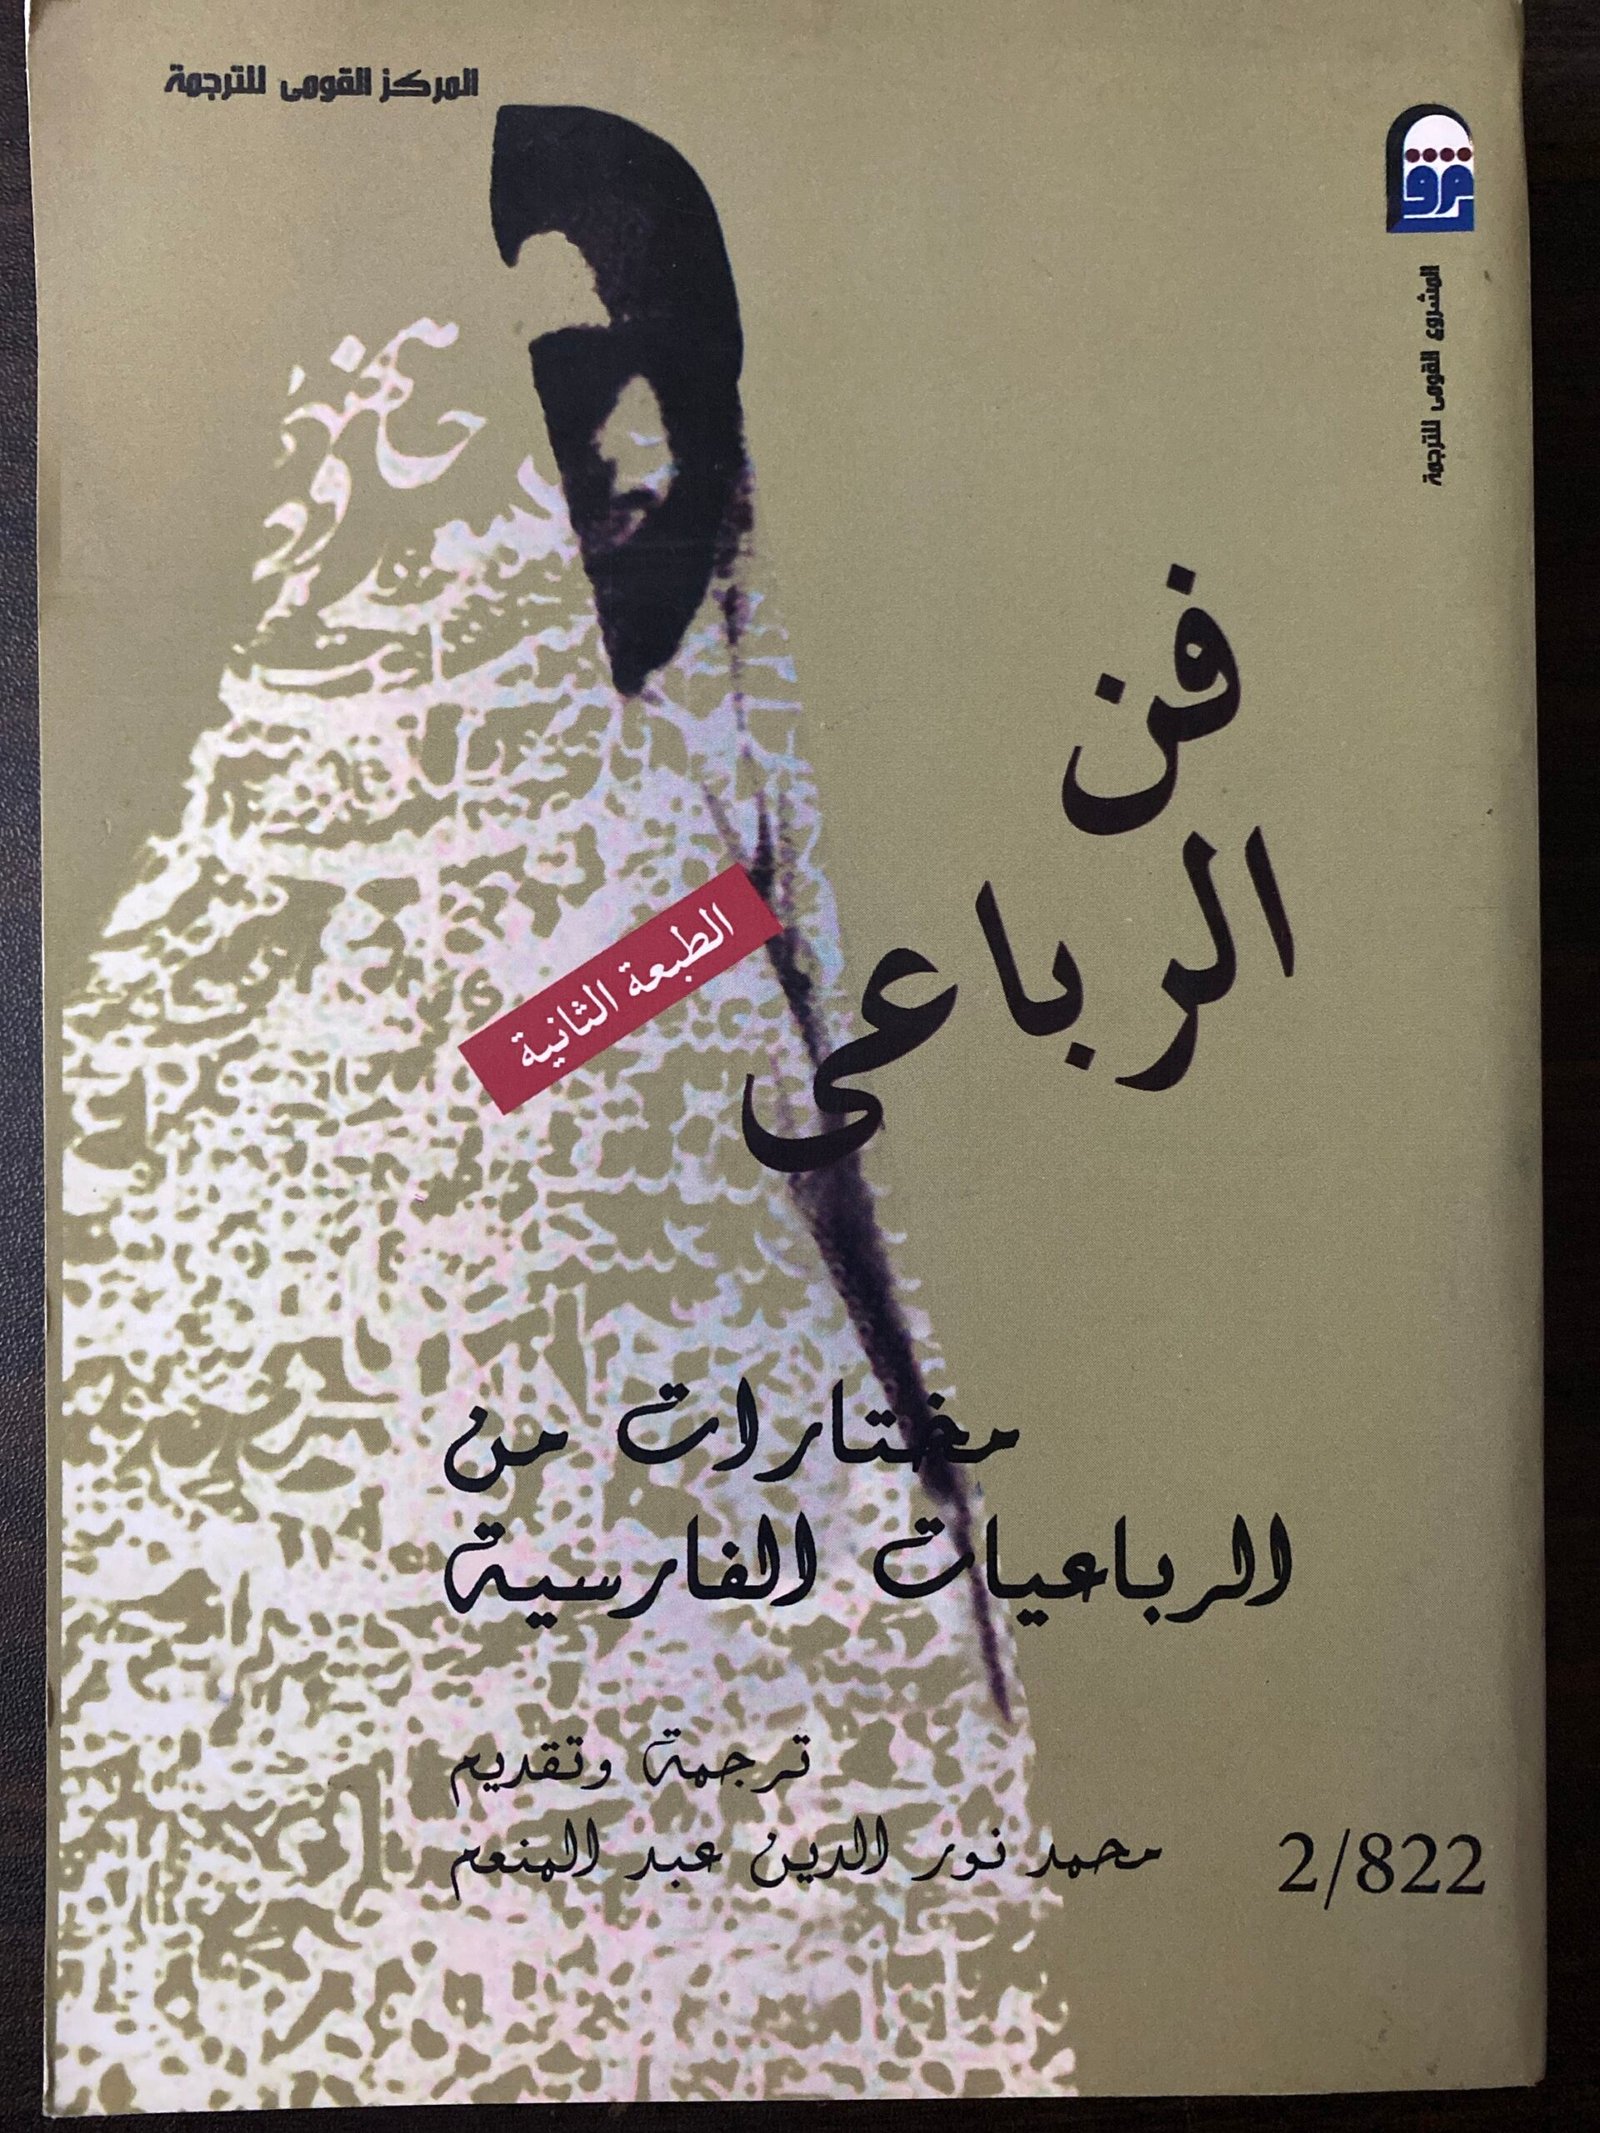 المركز القومى للترجمة
المشروع القومى للترجمة
فن
الرباعى
الطبعة الثانية
مختارات من
الرباعيات الفارسية
ترجمة وتقديم
محمد نور الدين عبد المنعم
2/822